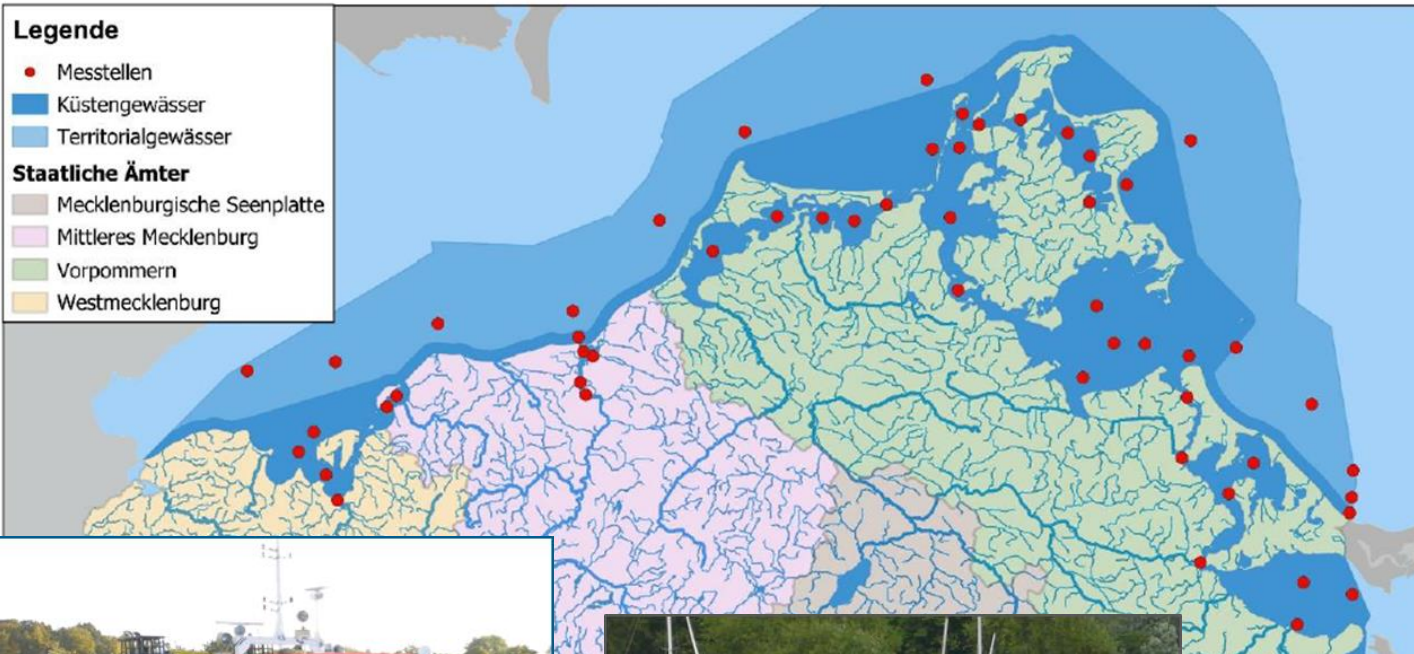 Legende
Messtellen
Küstengewässer
Territorialgewässer
Staatliche Ämter
Mecklenburgische Seenplatte
Mittleres Mecklenburg
Vorpommern
Westmecklenburg